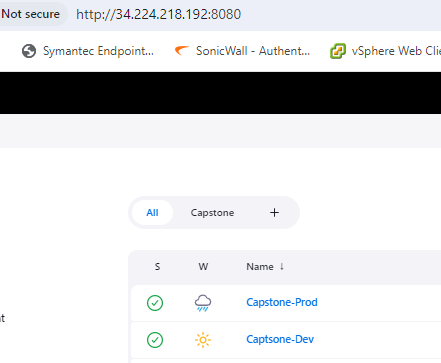 Not secure http://34.224.218.192:8080
Symantec Endpoint... SonicWall - Authent... vSphere Web Clie
All Capstone +
S W Name ↓
Capstone-Prod
Captsone-Dev